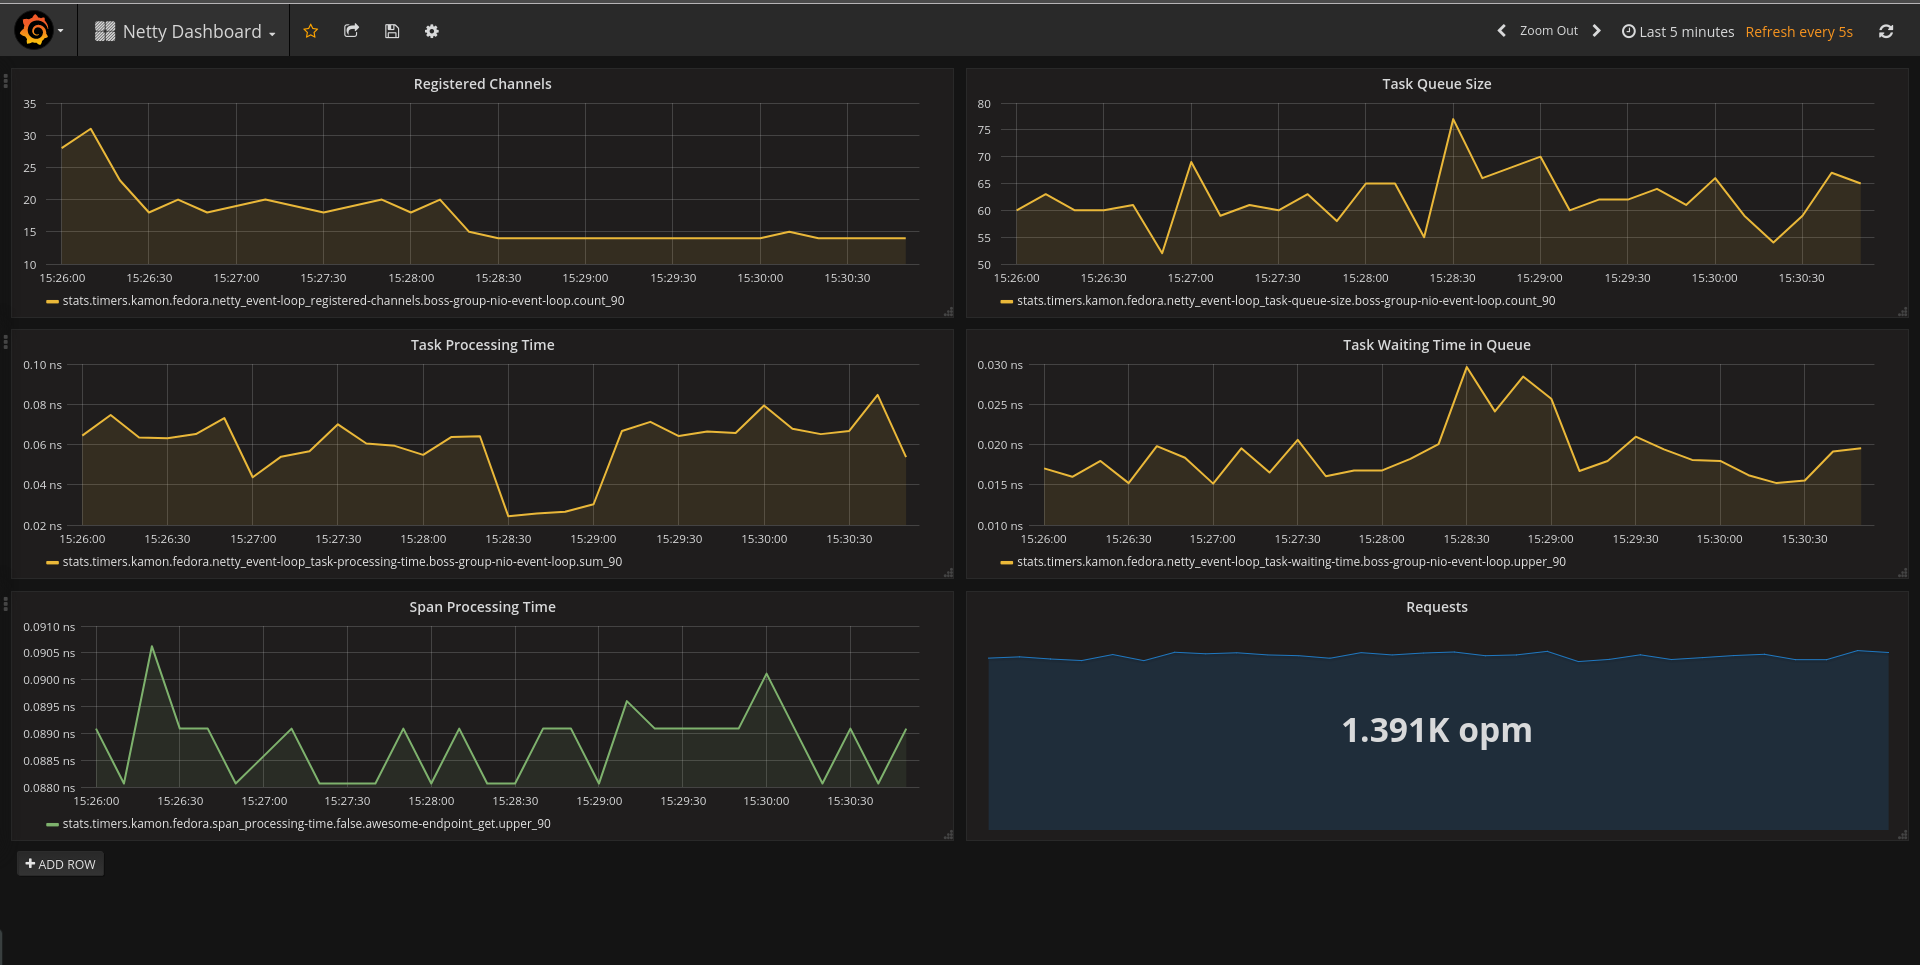 Netty Dashboard
Zoom Out
Last 5 minutes
Refresh every 5s
Registered Channels
35
30
25
20
15
10
15:26:00 15:26:30 15:27:00 15:27:30 15:28:00 15:28:30 15:29:00 15:29:30 15:30:00 15:30:30
stats.timers.kamon.fedora.netty_event-loop_registered-channels.boss-group-nio-event-loop.count_90
Task Queue Size
80
75
70
65
60
55
50
15:26:00 15:26:30 15:27:00 15:27:30 15:28:00 15:28:30 15:29:00 15:29:30 15:30:00 15:30:30
stats.timers.kamon.fedora.netty_event-loop_task-queue-size.boss-group-nio-event-loop.count_90
Task Processing Time
0.10 ns
0.08 ns
0.06 ns
0.04 ns
0.02 ns
15:26:00 15:26:30 15:27:00 15:27:30 15:28:00 15:28:30 15:29:00 15:29:30 15:30:00 15:30:30
stats.timers.kamon.fedora.netty_event-loop_task-processing-time.boss-group-nio-event-loop.sum_90
Task Waiting Time in Queue
0.030 ns
0.025 ns
0.020 ns
0.015 ns
0.010 ns
15:26:00 15:26:30 15:27:00 15:27:30 15:28:00 15:28:30 15:29:00 15:29:30 15:30:00 15:30:30
stats.timers.kamon.fedora.netty_event-loop_task-waiting-time.boss-group-nio-event-loop.upper_90
Span Processing Time
0.0910 ns
0.0905 ns
0.0900 ns
0.0895 ns
0.0890 ns
0.0885 ns
0.0880 ns
15:26:00 15:26:30 15:27:00 15:27:30 15:28:00 15:28:30 15:29:00 15:29:30 15:30:00 15:30:30
stats.timers.kamon.fedora.span_processing-time.false.awesome-endpoint_get.upper_90
Requests
1.391K opm
ADD ROW